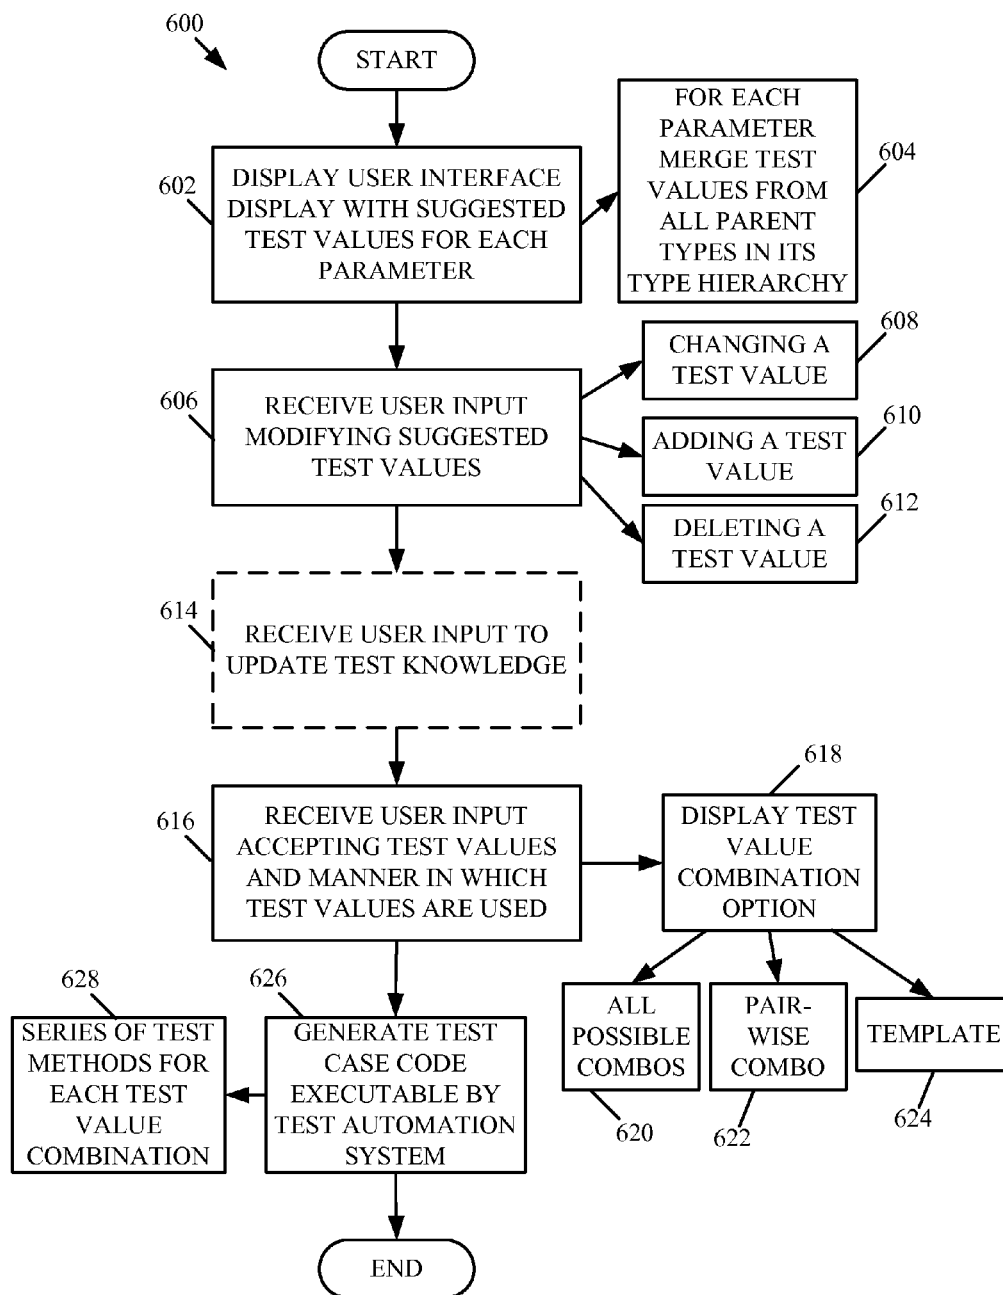 600
START
602
DISPLAY USER INTERFACE
DISPLAY WITH SUGGESTED
TEST VALUES FOR EACH
PARAMETER
FOR EACH
PARAMETER
MERGE TEST
VALUES FROM
ALL PARENT
TYPES IN ITS
TYPE HIERARCHY
604
606
RECEIVE USER INPUT
MODIFYING SUGGESTED
TEST VALUES
CHANGING A
TEST VALUE
608
ADDING A TEST
VALUE
610
DELETING A
TEST VALUE
612
614
RECEIVE USER INPUT TO
UPDATE TEST KNOWLEDGE
616
RECEIVE USER INPUT
ACCEPTING TEST VALUES
AND MANNER IN WHICH
TEST VALUES ARE USED
618
DISPLAY TEST
VALUE
COMBINATION
OPTION
ALL
POSSIBLE
COMBOS
620
PAIR-
WISE
COMBO
622
TEMPLATE
624
626
GENERATE TEST
CASE CODE
EXECUTABLE BY
TEST AUTOMATION
SYSTEM
628
SERIES OF TEST
METHODS FOR
EACH TEST
VALUE
COMBINATION
END